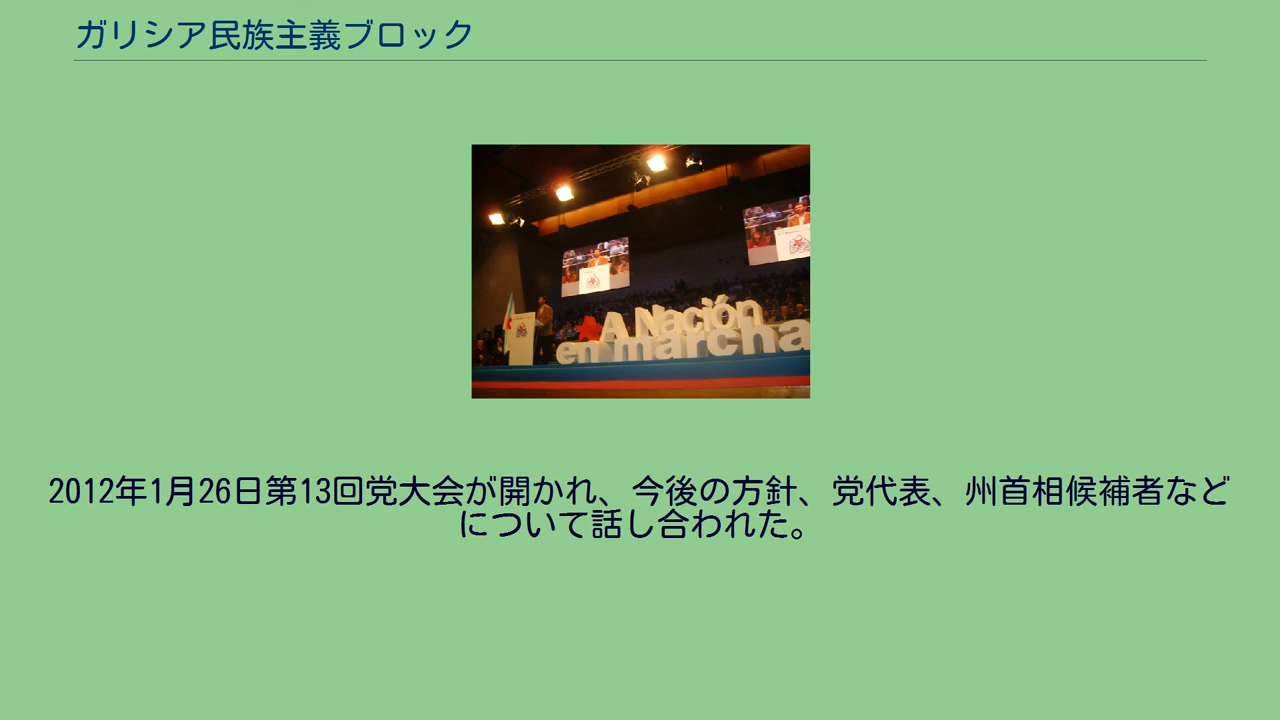 ガリシア民族主義ブロック
A Nación
en marcha
2012年1月26日第13回党大会が開かれ、今後の方針、党代表、州首相候補者など
について話し合われた。